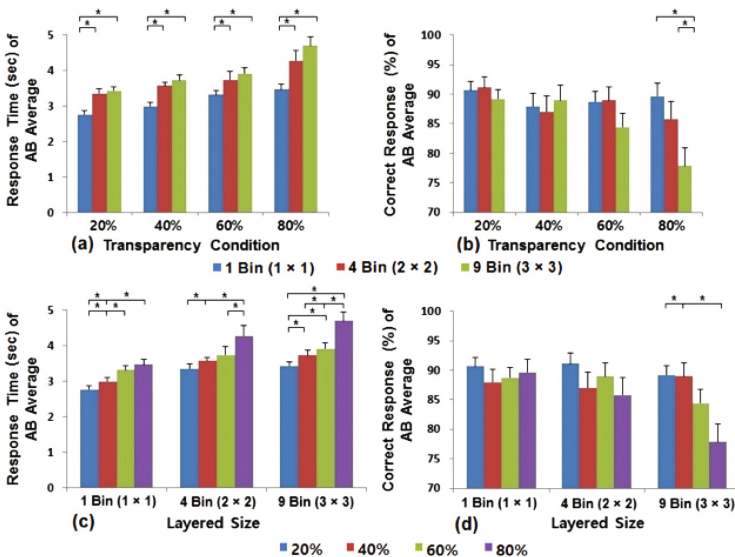 Response Time (sec) of
AB Average
5
4
3
2
1
0
* * * *
* * * *
20% 40% 60% 80%
(a) Transparency Condition
Correct Response (%) of
AB Average
100
95
90
85
80
75
70
*
*
20% 40% 60% 80%
(b) Transparency Condition
1 Bin (1 × 1) 4 Bin (2 × 2) 9 Bin (3 × 3)
Response Time (sec) of
AB Average
5
4
3
2
1
0
* *
* *
* *
*
*
* *
*
*
1 Bin (1 × 1) 4 Bin (2 × 2) 9 Bin (3 × 3)
(c) Layered Size
Correct Response (%) of
AB Average
100
95
90
85
80
75
70
* *
1 Bin (1 × 1) 4 Bin (2 × 2) 9 Bin (3 × 3)
(d) Layered Size
20% 40% 60% 80%